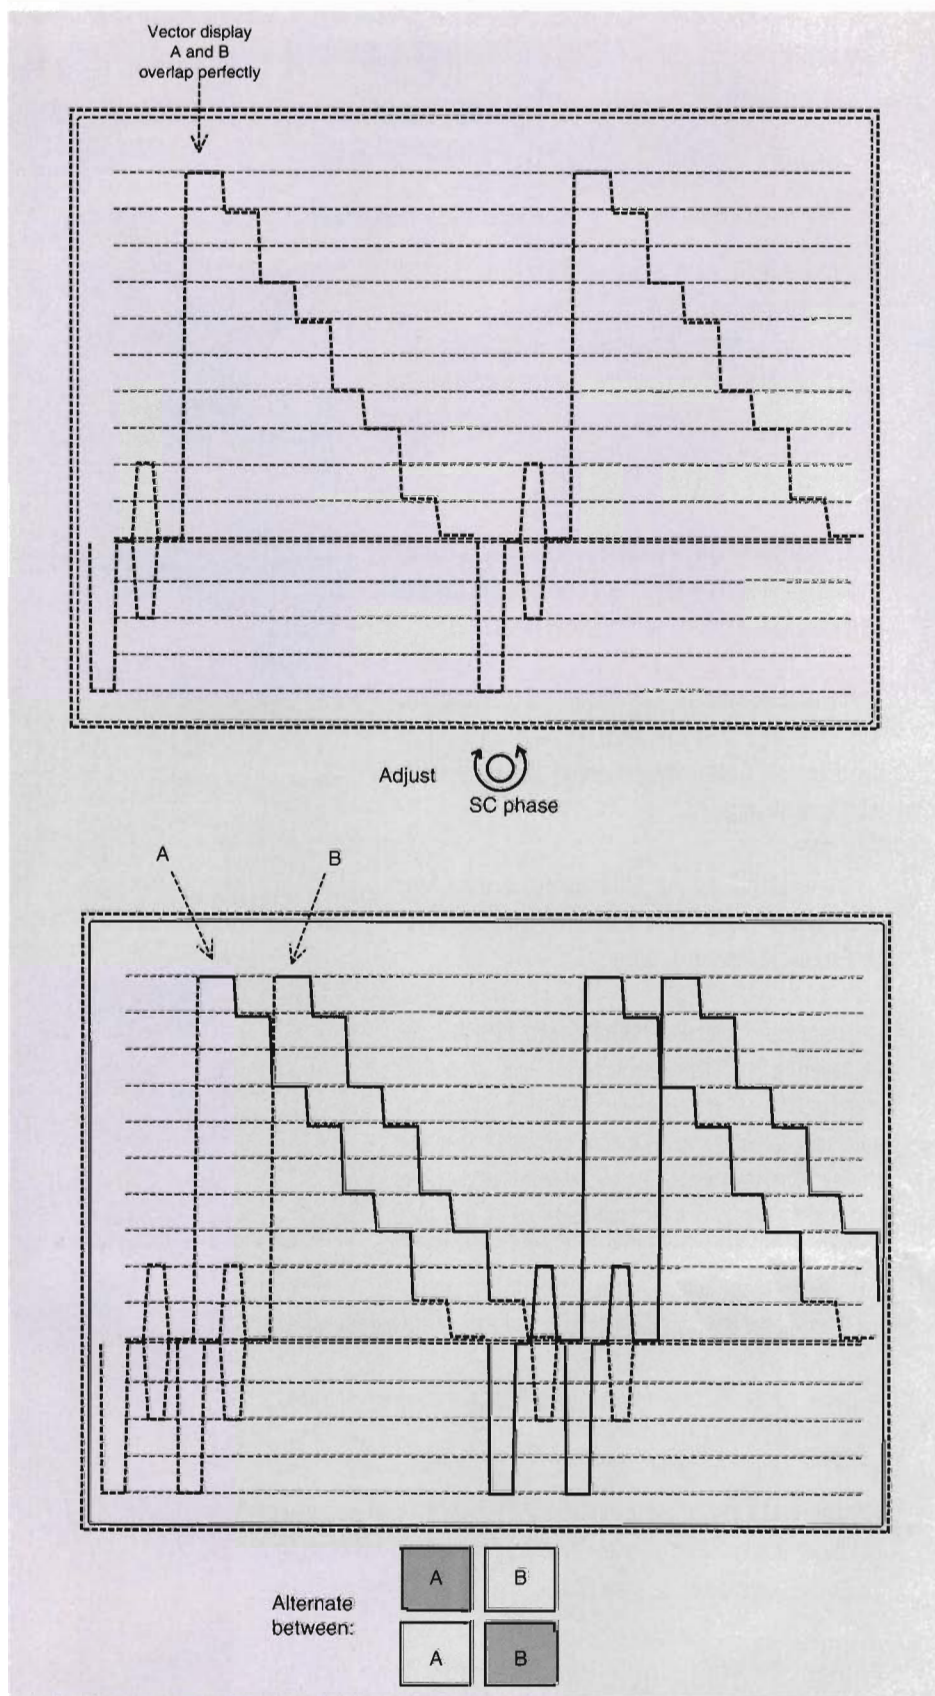 Vector display
A and B
overlap perfectly
Adjust
SC phase
A
B
A
B
Alternate
between:
A
B